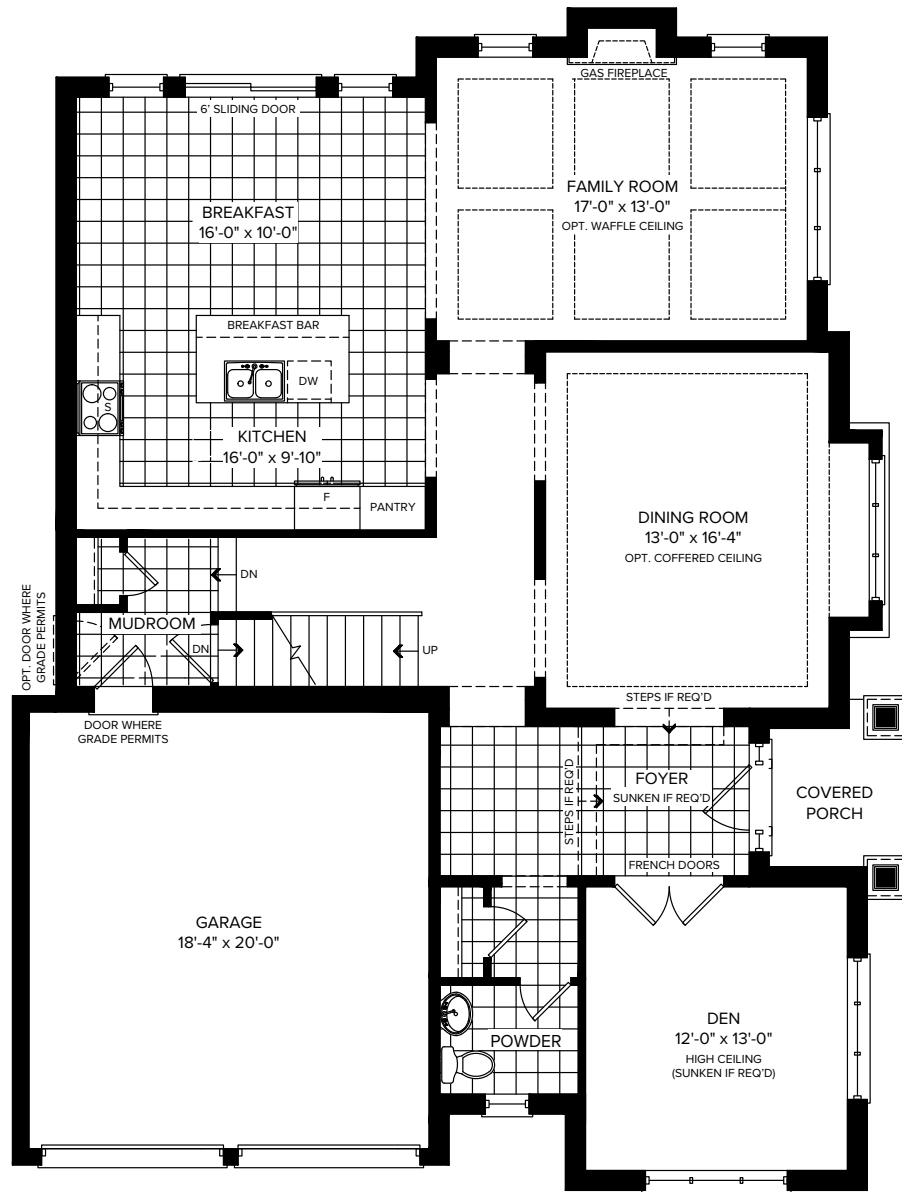 GAS FIREPLACE
6' SLIDING DOOR
FAMILY ROOM
17'-0" x 13'-0"
OPT. WAFFLE CEILING
BREAKFAST
16'-0" x 10'-0"
BREAKFAST BAR
DW
S
KITCHEN
16'-0" x 9'-10"
F
PANTRY
DINING ROOM
13'-0" x 16'-4"
OPT. COFFERED CEILING
DN
OPT. DOOR WHERE
GRADE PERMITS
MUDROOM
DN
UP
DOOR WHERE
GRADE PERMITS
STEPS IF REQ'D
STEPS IF REQ'D
FOYER
SUNKEN IF REQ'D
COVERED
PORCH
FRENCH DOORS
GARAGE
18'-4" x 20'-0"
POWDER
DEN
12'-0" x 13'-0"
HIGH CEILING
(SUNKEN IF REQ'D)